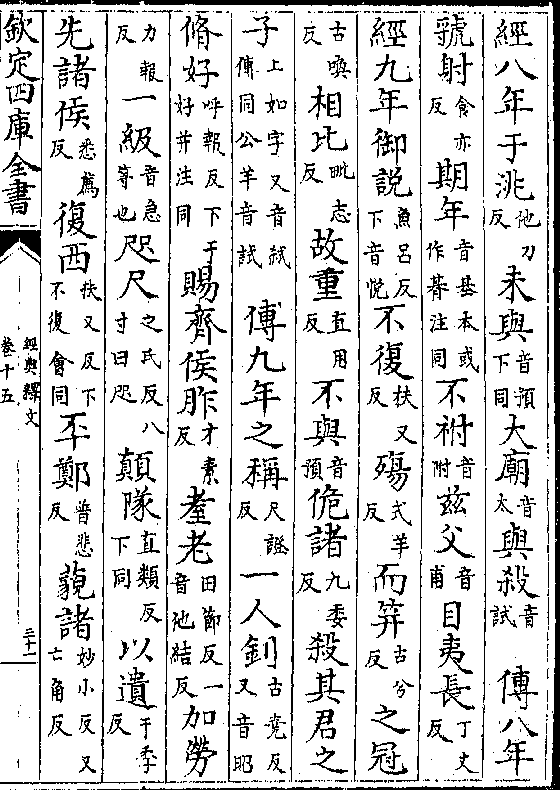 經八年于洮他刀反未與音預下同大廟音太與殺音試　傳八年
虢射食亦反期年音基本或作朞注同不祔音附兹父音甫目夷長丁丈反
經九年御說魚呂反下音悅不復扶又反殤式羊反而笄古兮反之冠
古喚反相比毗志反故重直用反不與音預佹諸九委反殺其君之
子上如字又音弑傳同公羊音試　傳九年之稱尺證反一人釗古堯反又音昭
脩好呼報反下于好并注同賜齊侯胙才素反耋老田節反一音他結反加勞
力報反一級音急等也咫尺之氏反八寸曰咫顛隊直類反下同以遺于季反
先諸侯悉薦反復西扶又反下不復會同㔻鄭普悲反藐諸妙小反又亡角反
欽定四庫全書
經典釋文
卷十五
三十二